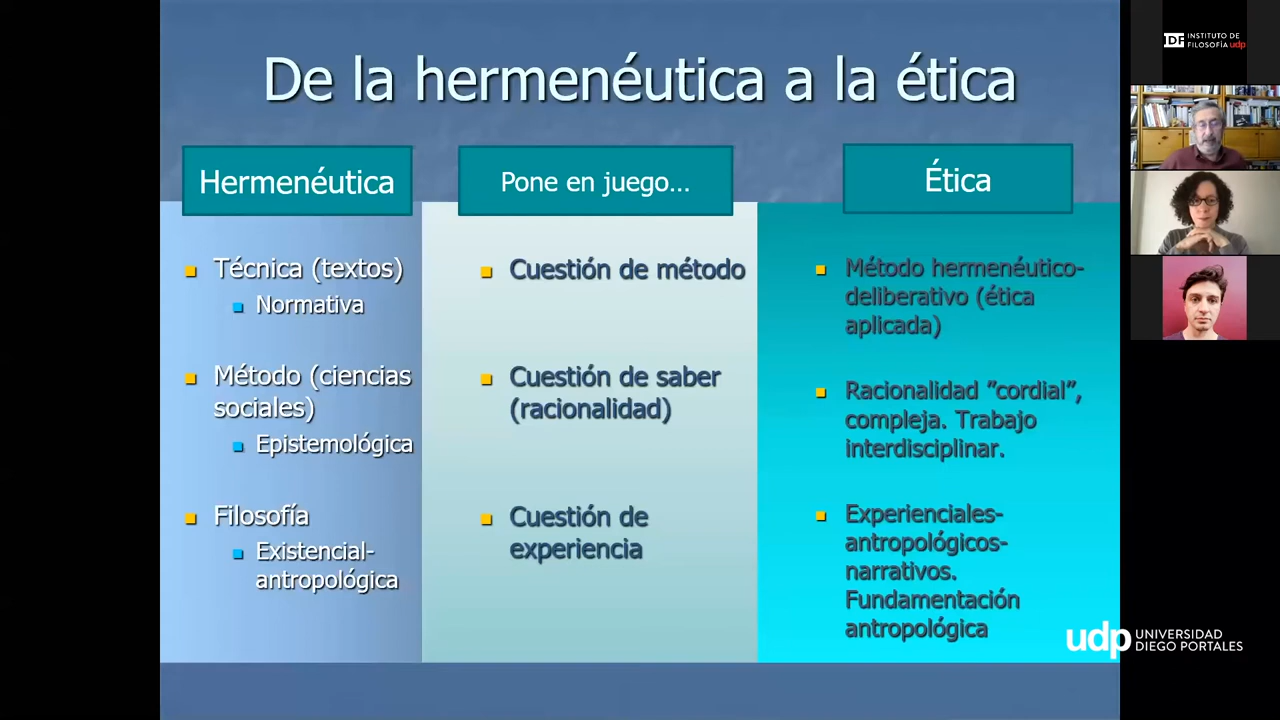 De la hermenéutica a la ética
Hermenéutica
Técnica (textos)
Normativa
Método (ciencias
sociales)
Epistemológica
Filosofía
Existencial-
antropológica
Pone en juego...
Cuestión de método
Cuestión de saber
(racionalidad)
Cuestión de
experiencia
Ética
Método hermenéutico-
deliberativo (ética
aplicada)
Racionalidad ”cordial”,
compleja. Trabajo
interdisciplinar.
Experienciales-
antropológicos-
narrativos.
Fundamentación
antropológica
IDF INSTITUTO DE
FILOSOFÍA udp
udp UNIVERSIDAD
DIEGO PORTALES